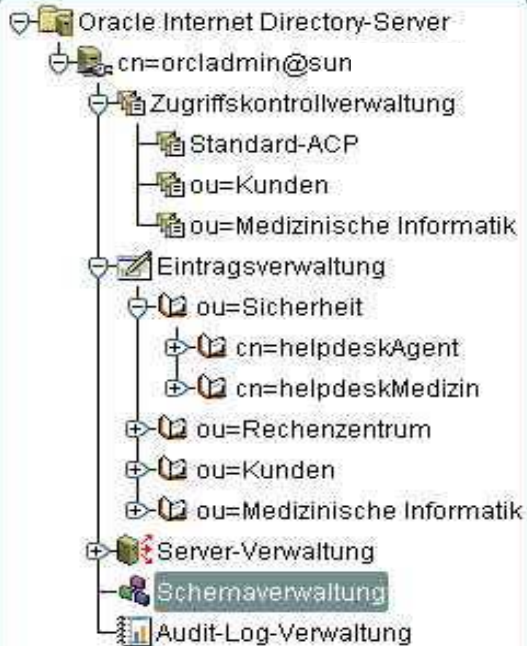 Oracle Internet Directory-Server
cn=orcladmin@sun
Zugriffskontrollverwaltung
Standard-ACP
ou=Kunden
ou=Medizinische Informatik
Eintragsverwaltung
ou=Sicherheit
cn=helpdeskAgent
cn=helpdeskMedizin
ou=Rechenzentrum
ou=Kunden
ou=Medizinische Informatik
Server-Verwaltung
Schemaverwaltung
Audit-Log-Verwaltung